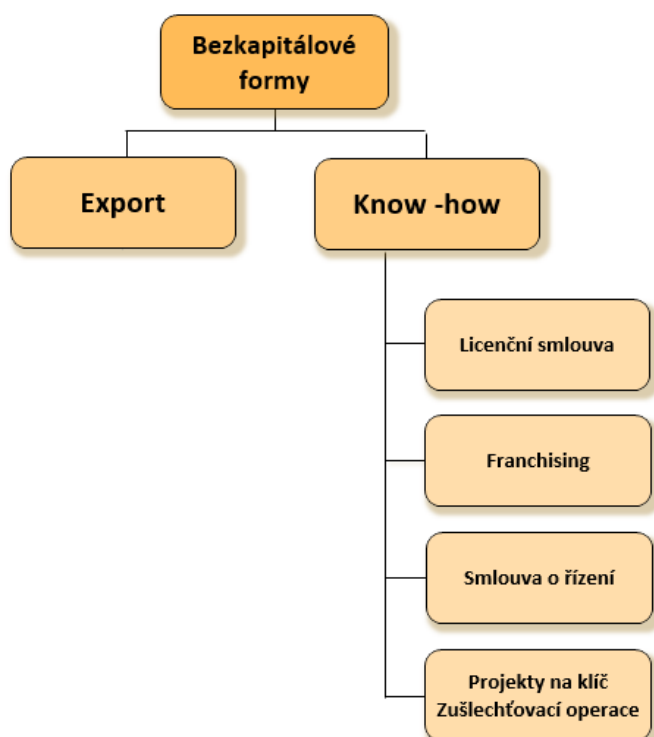 Bezkapitálové
formy
Export
Know -how
Licenční smlouva
Franchising
Smlouva o řízení
Projekty na klíč
Zušlechťovací operace